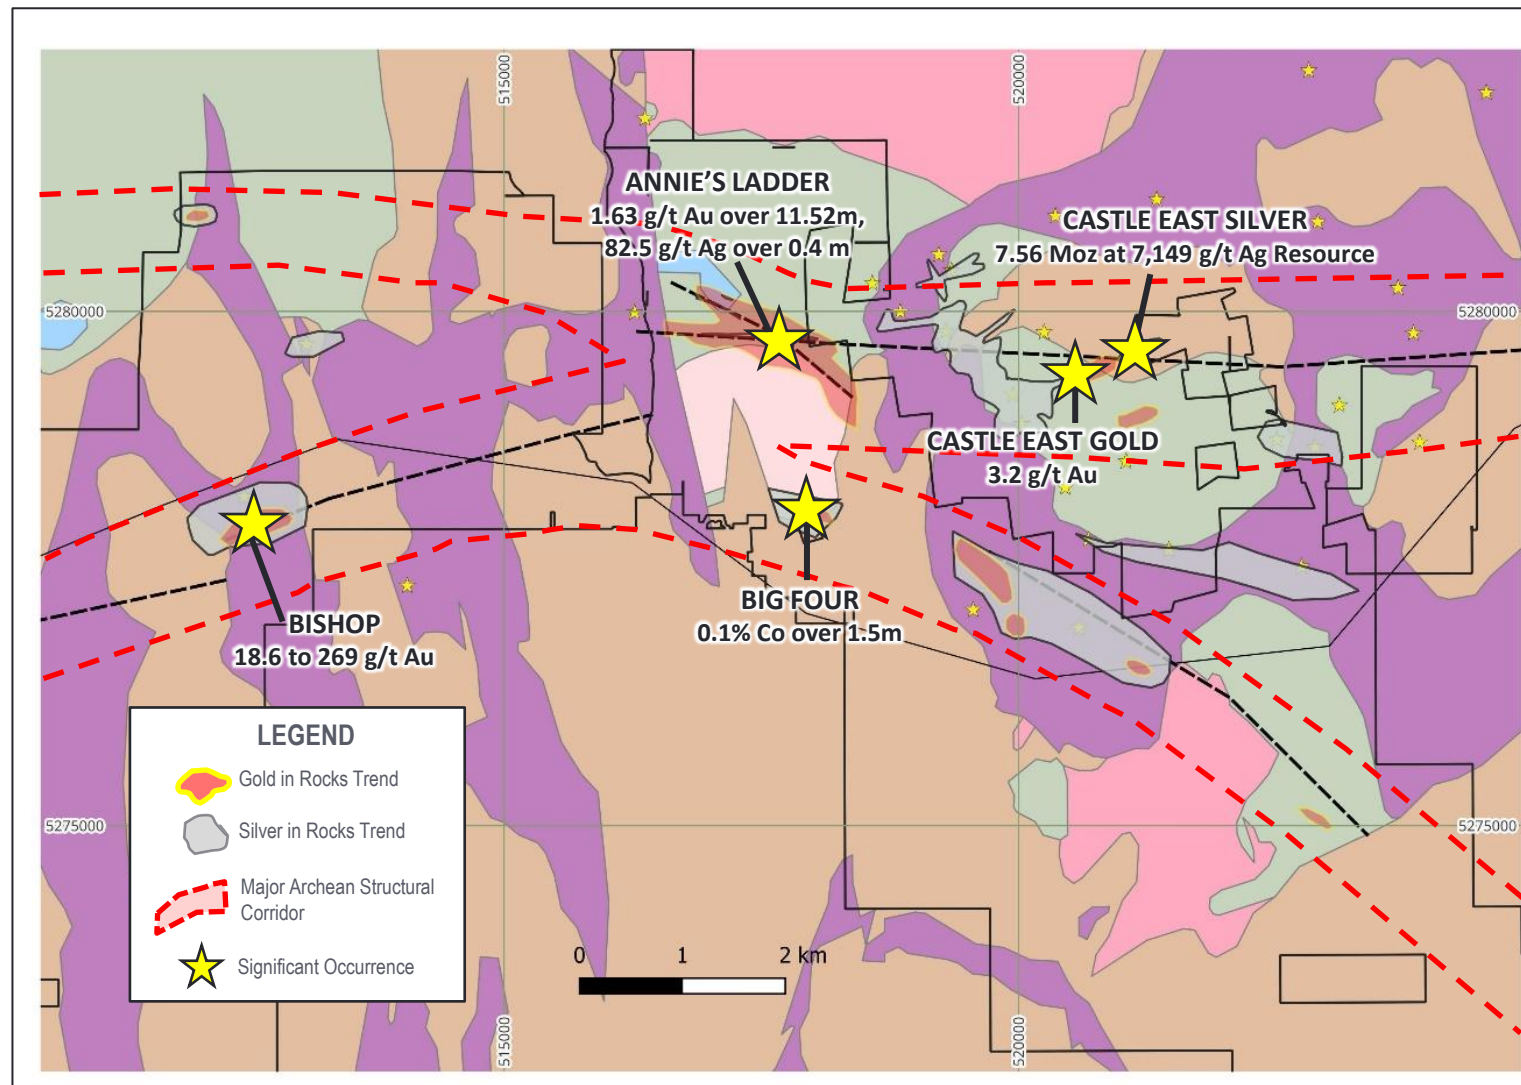 515000
520000
ANNIE'S LADDER
1.63 g/t Au over 11.52m,
82.5 g/t Ag over 0.4 m
CASTLE EAST SILVER
7.56 Moz at 7,149 g/t Ag Resource
5280000
5280000
CASTLE EAST GOLD
3.2 g/t Au
BIG FOUR
0.1% Co over 1.5m
BISHOP
18.6 to 269 g/t Au
LEGEND
Gold in Rocks Trend
Silver in Rocks Trend
Major Archean Structural
Corridor
Significant Occurrence
5275000
5275000
0 1 2 km
515000
520000